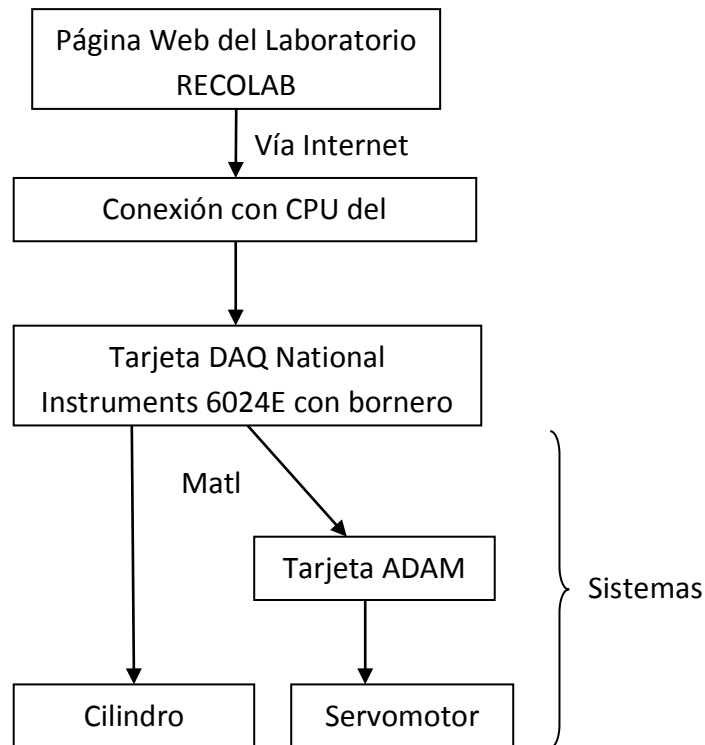 Página Web del Laboratorio
RECOLAB
Vía Internet
Conexión con CPU del
Tarjeta DAQ National
Instruments 6024E con bornero
Matl
Tarjeta ADAM
Sistemas
Cilindro
Servomotor